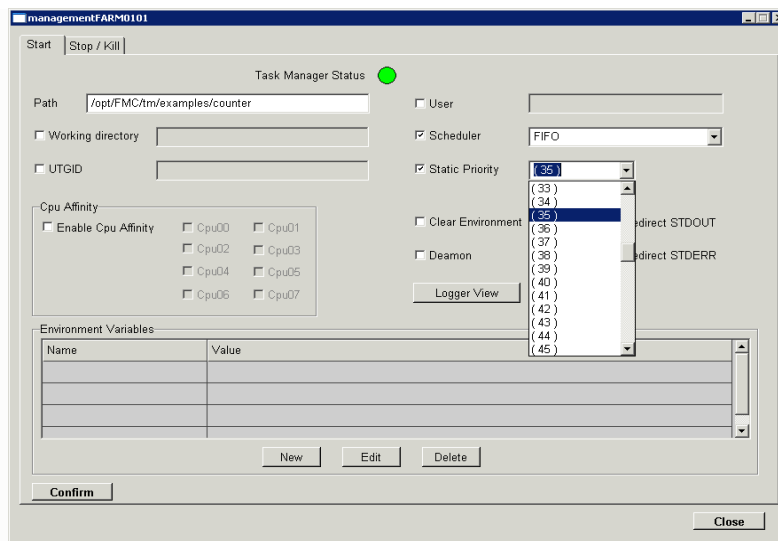 managementFARM0101
Start
Stop / Kill
Task Manager Status
Path
/opt/FMC/tm/examples/counter
User
Working directory
Scheduler
FIFO
UTGID
Static Priority
( 35 )
( 33 )
( 34 )
( 35 )
( 36 )
( 37 )
( 38 )
( 39 )
( 40 )
( 41 )
( 42 )
( 43 )
( 44 )
( 45 )
Cpu Affinity
Enable Cpu Affinity
Cpu00
Cpu01
Cpu02
Cpu03
Cpu04
Cpu05
Cpu06
Cpu07
Clear Environment
edirect STDOUT
Deamon
edirect STDERR
Logger View
Environment Variables
Name
Value
New
Edit
Delete
Confirm
Close